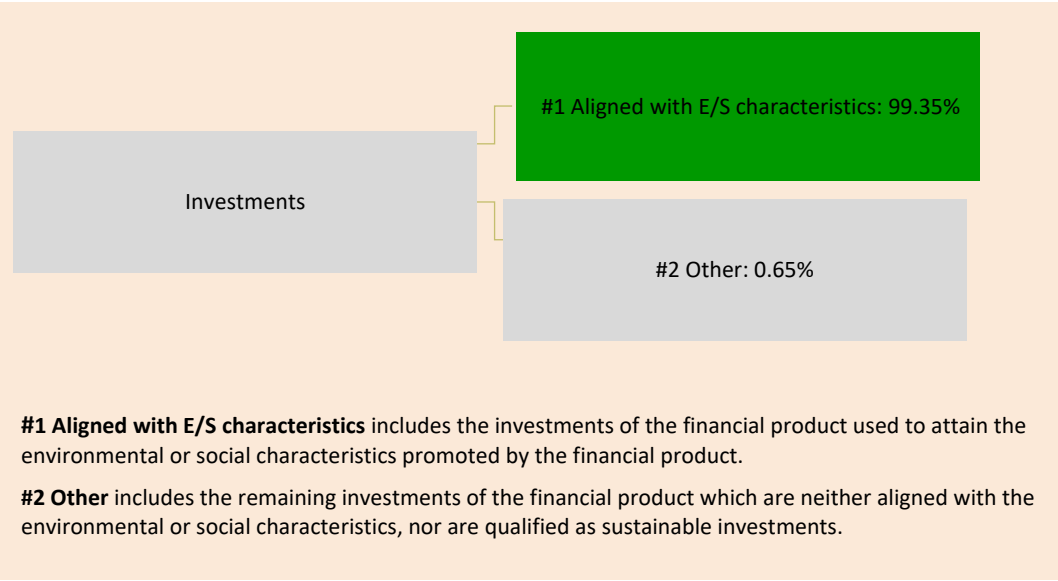 #1 Aligned with E/S characteristics: 99.35%
Investments
#2 Other: 0.65%
#1 Aligned with E/S characteristics includes the investments of the financial product used to attain the
environmental or social characteristics promoted by the financial product.
#2 Other includes the remaining investments of the financial product which are neither aligned with the
environmental or social characteristics, nor are qualified as sustainable investments.